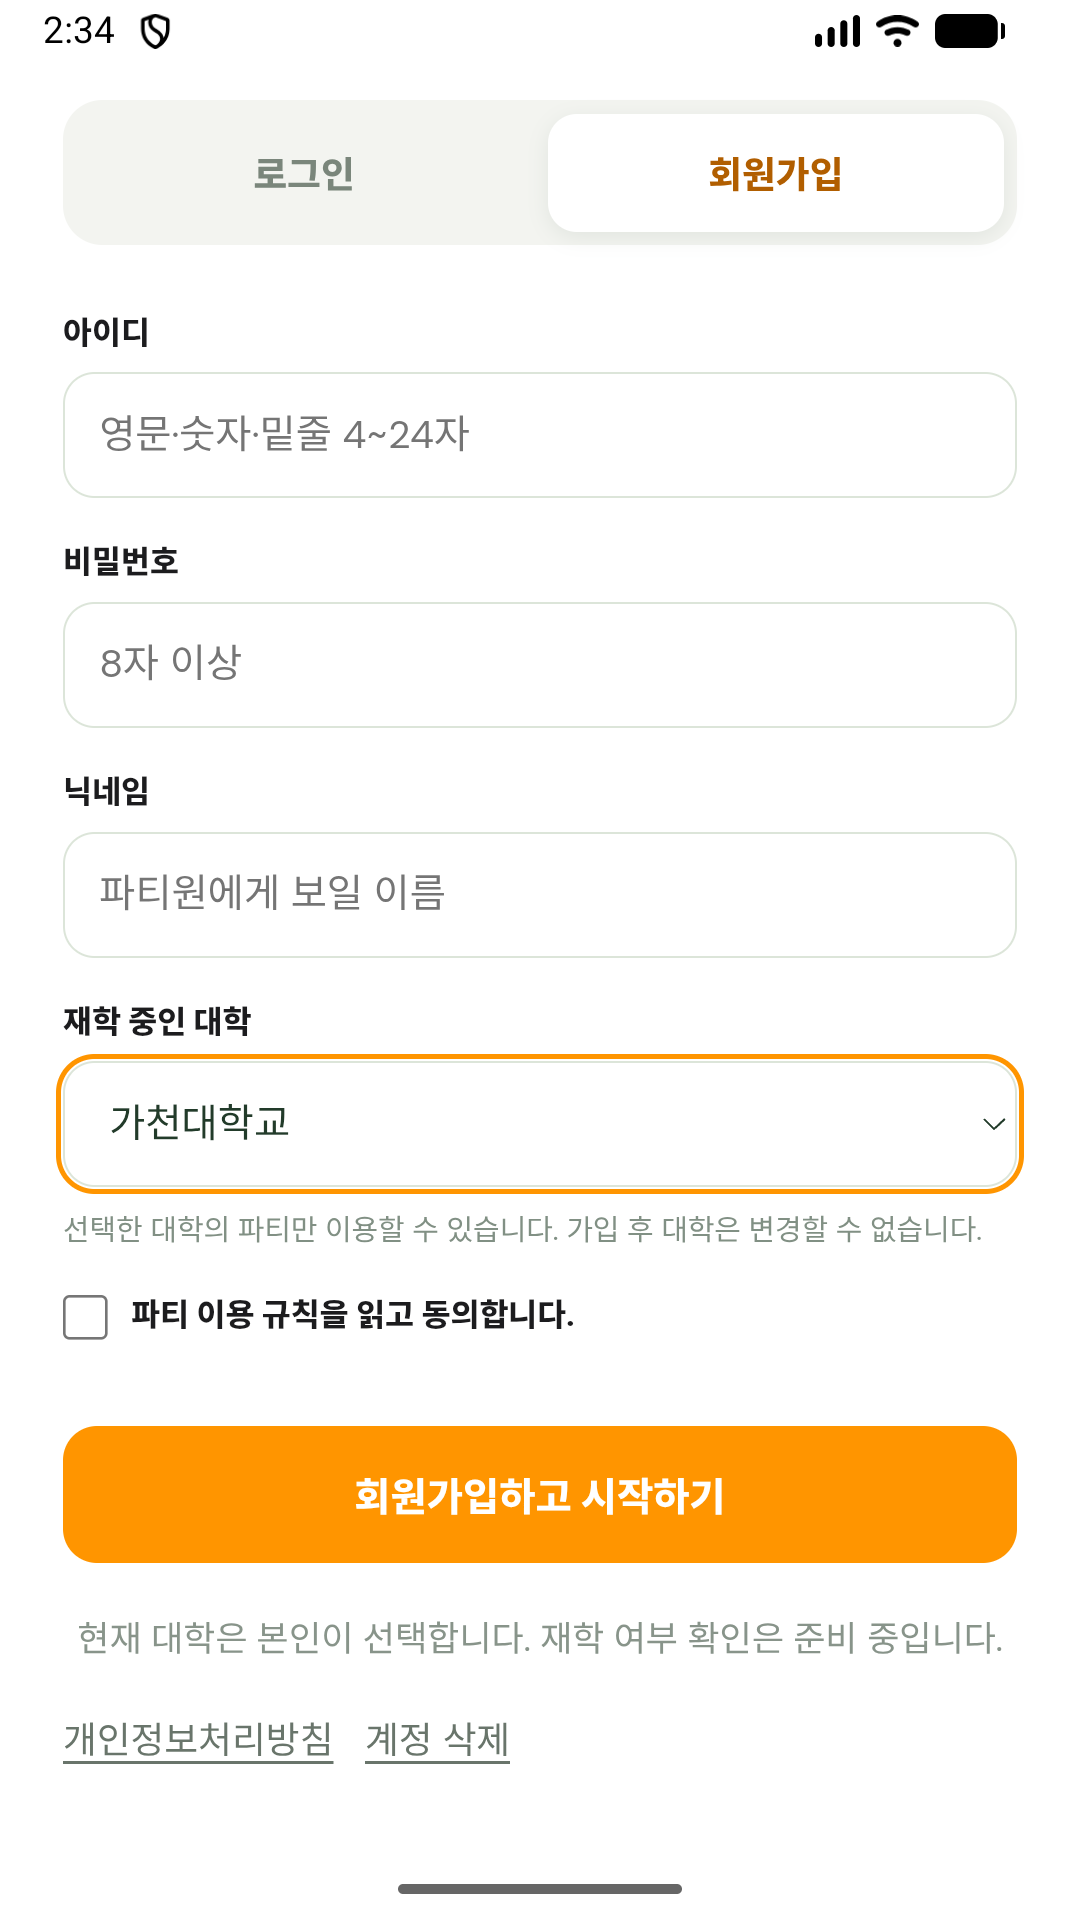 2:34
로그인
회원가입
아이디
영문·숫자·밑줄 4~24자
비밀번호
8자 이상
닉네임
파티원에게 보일 이름
재학 중인 대학
가천대학교
선택한 대학의 파티만 이용할 수 있습니다. 가입 후 대학은 변경할 수 없습니다.
파티 이용 규칙을 읽고 동의합니다.
회원가입하고 시작하기
현재 대학은 본인이 선택합니다. 재학 여부 확인은 준비 중입니다.
개인정보처리방침 계정 삭제